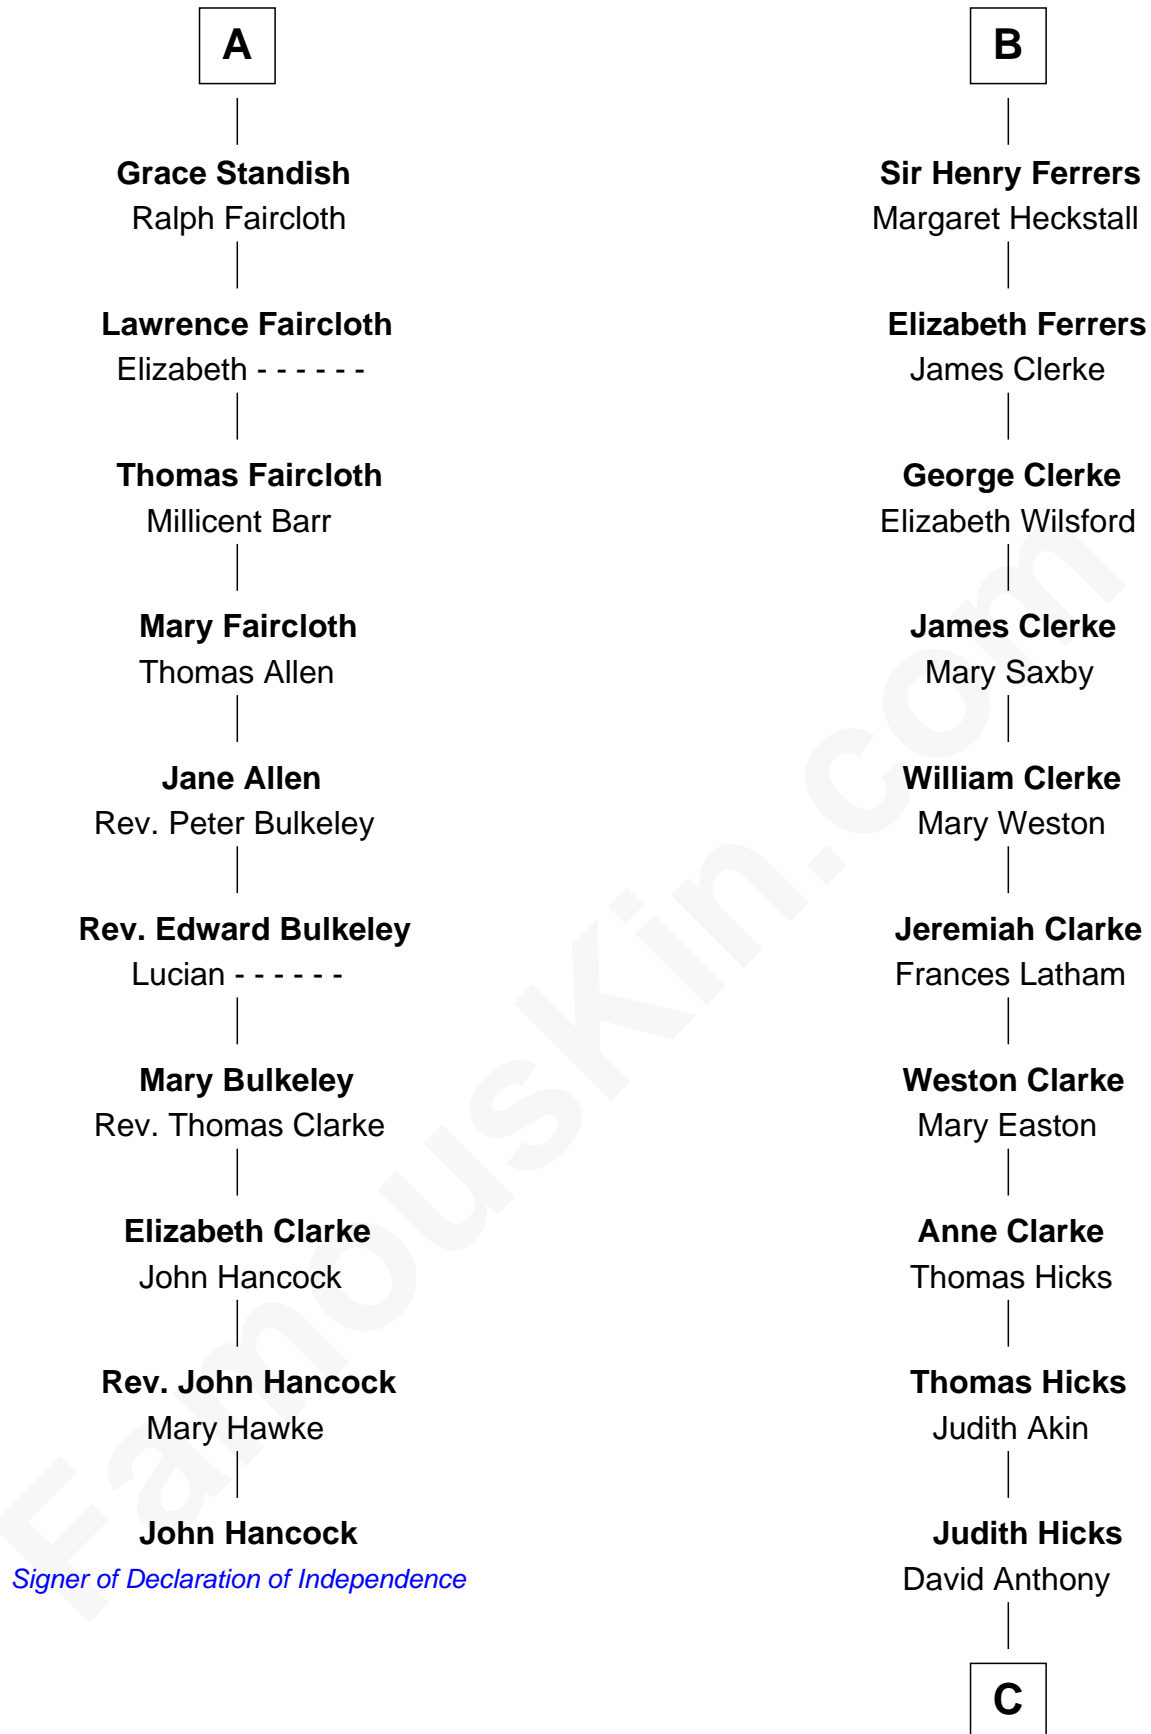 A
Grace Standish
Ralph Faircloth
Lawrence Faircloth
Elizabeth - - - - - -
Thomas Faircloth
Millicent Barr
Mary Faircloth
Thomas Allen
Jane Allen
Rev. Peter Bulkeley
Rev. Edward Bulkeley
Lucian - - - - - -
Mary Bulkeley
Rev. Thomas Clarke
Elizabeth Clarke
John Hancock
Rev. John Hancock
Mary Hawke
John Hancock
Signer of Declaration of Independence
B
Sir Henry Ferrers
Margaret Heckstall
Elizabeth Ferrers
James Clerke
George Clerke
Elizabeth Wilsford
James Clerke
Mary Saxby
William Clerke
Mary Weston
Jeremiah Clarke
Frances Latham
Weston Clarke
Mary Easton
Anne Clarke
Thomas Hicks
Thomas Hicks
Judith Akin
Judith Hicks
David Anthony
C
FamousKin.com